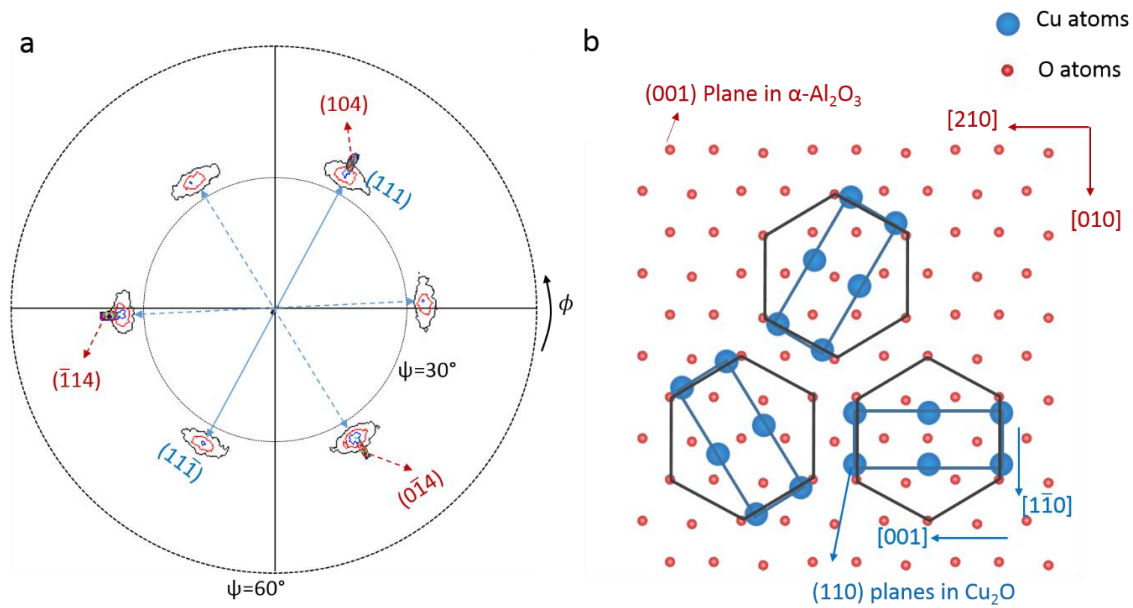 a
(104)
(111)
ϕ
ψ=30°
(1̅14)
(111̅)
(01̅4)
ψ=60°
b
Cu atoms
O atoms
(001) Plane in α-Al₂O₃
[210]
[010]
[11̅0]
[001]
(110) planes in Cu₂O